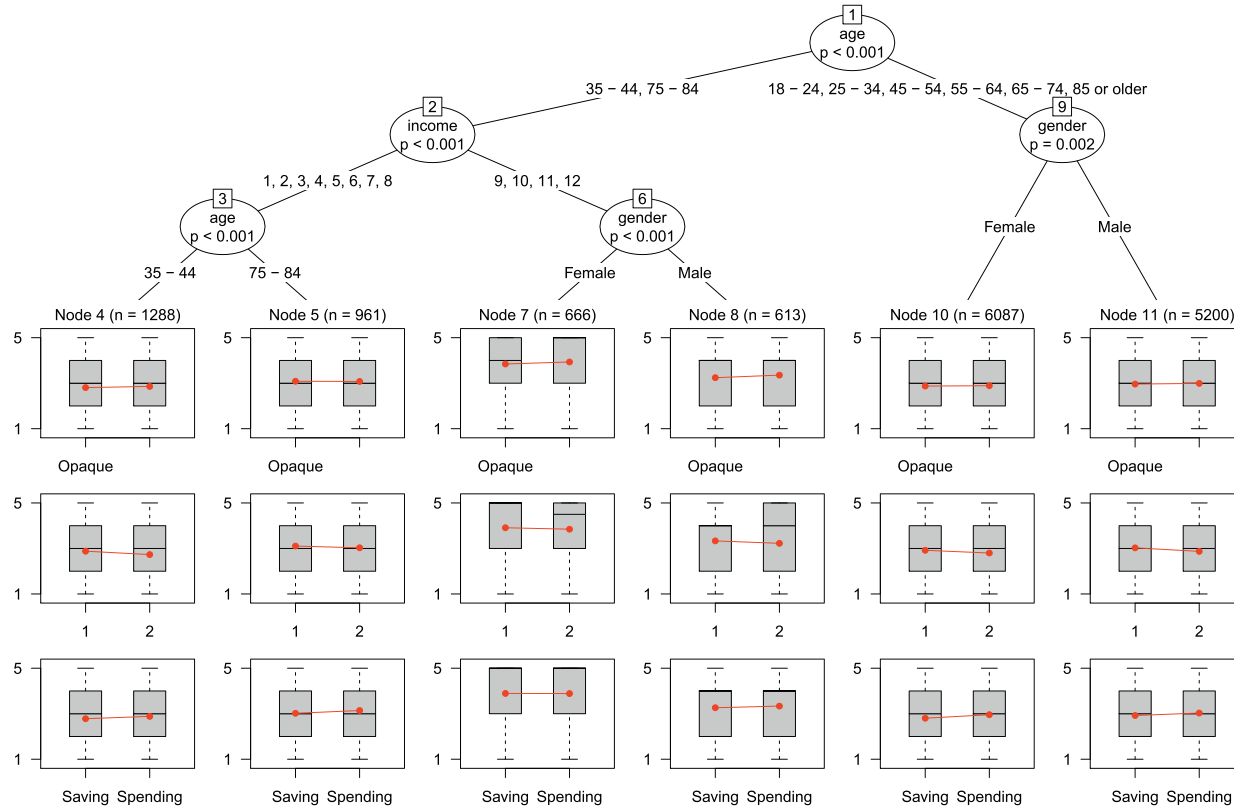 1
age
p < 0.001
35 − 44, 75 − 84
18 − 24, 25 − 34, 45 − 54, 55 − 64, 65 − 74, 85 or older
2
income
p < 0.001
9
gender
p = 0.002
1, 2, 3, 4, 5, 6, 7, 8
9, 10, 11, 12
3
age
p < 0.001
6
gender
p < 0.001
Female
Male
35 − 44
75 − 84
Female
Male
Node 4 (n = 1288)
Node 5 (n = 961)
Node 7 (n = 666)
Node 8 (n = 613)
Node 10 (n = 6087)
Node 11 (n = 5200)
5 5 5 5 5 5
1 1 1 1 1 1
Opaque Opaque Opaque Opaque Opaque Opaque
5 5 5 5 5 5
1 1 1 1 1 1
1 2 1 2 1 2 1 2 1 2 1 2
5 5 5 5 5 5
1 1 1 1 1 1
Saving Spending Saving Spending Saving Spending Saving Spending Saving Spending Saving Spending